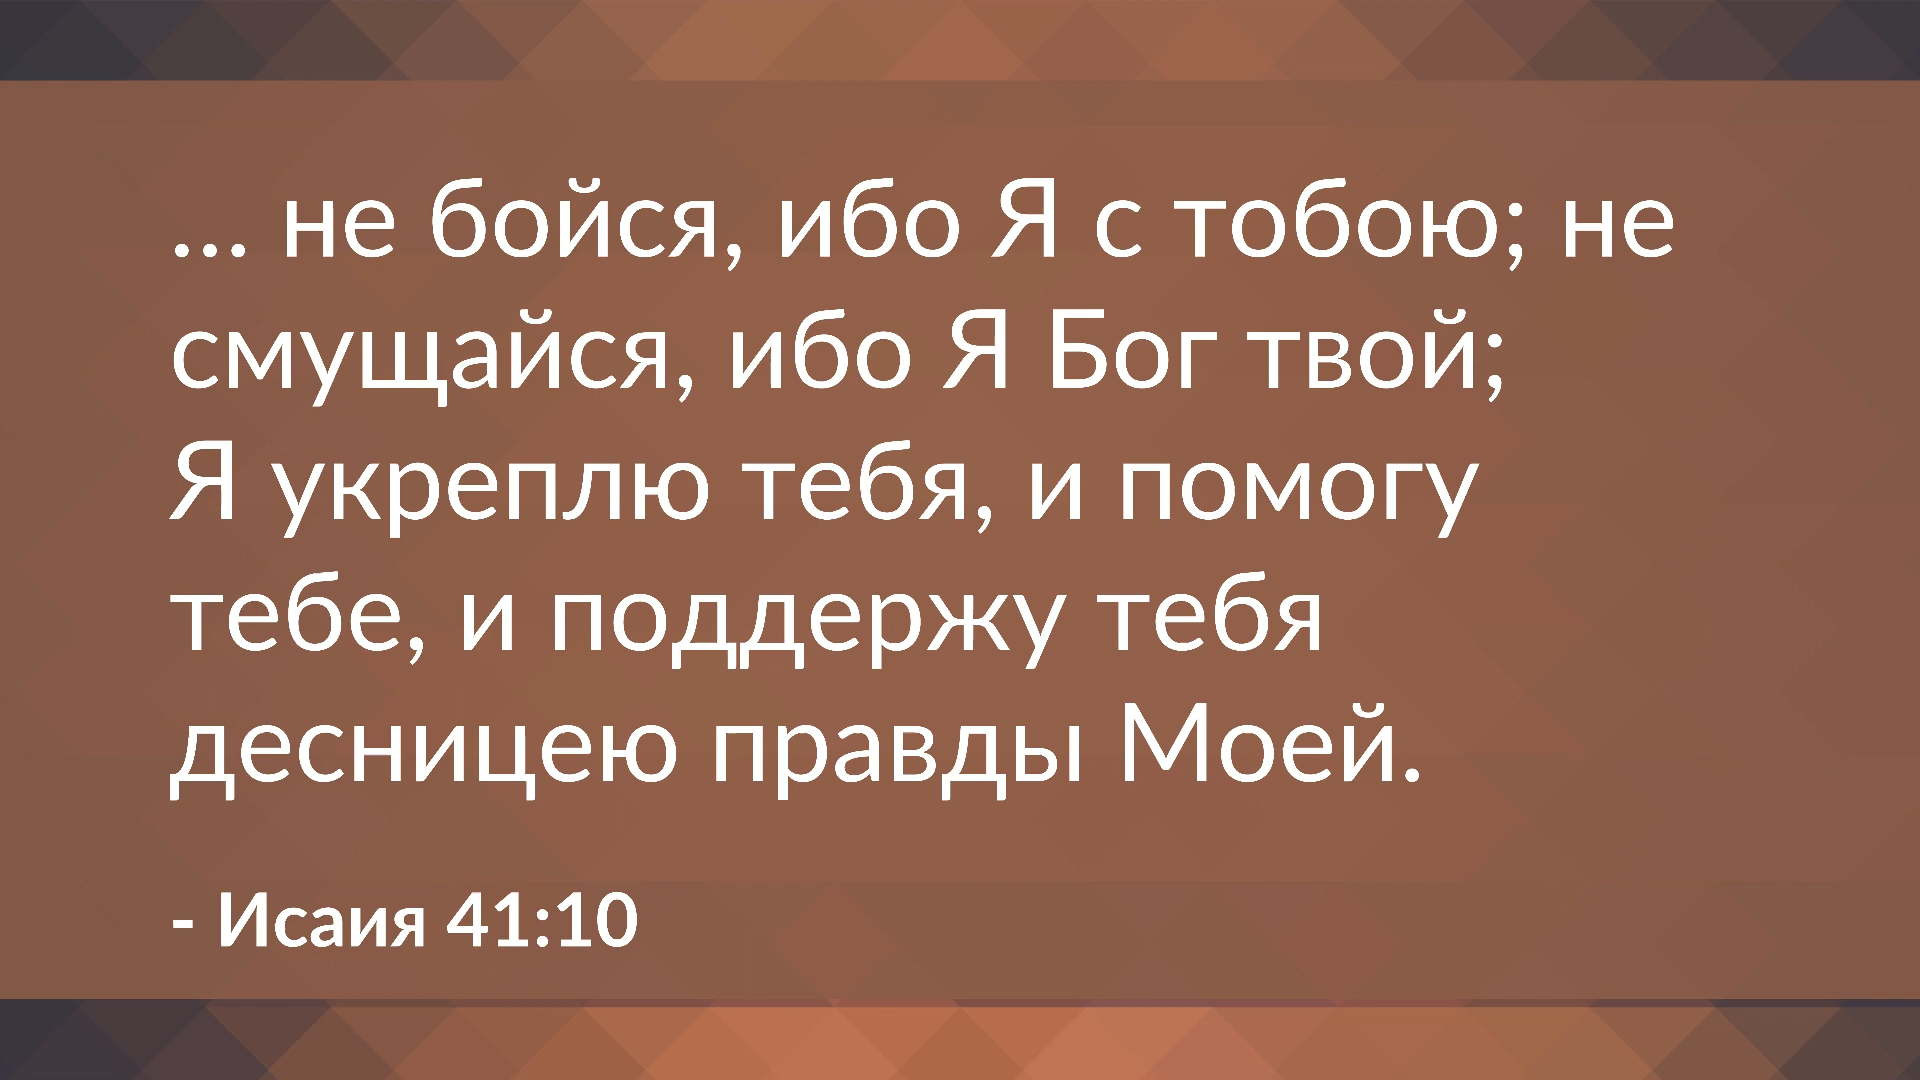 ... не бойся, ибо Я с тобою; не
смущайся, ибо Я Бог твой;
Я укреплю тебя, и помогу
тебе, и поддержу тебя
десницею правды Моей.
- Исаия 41:10